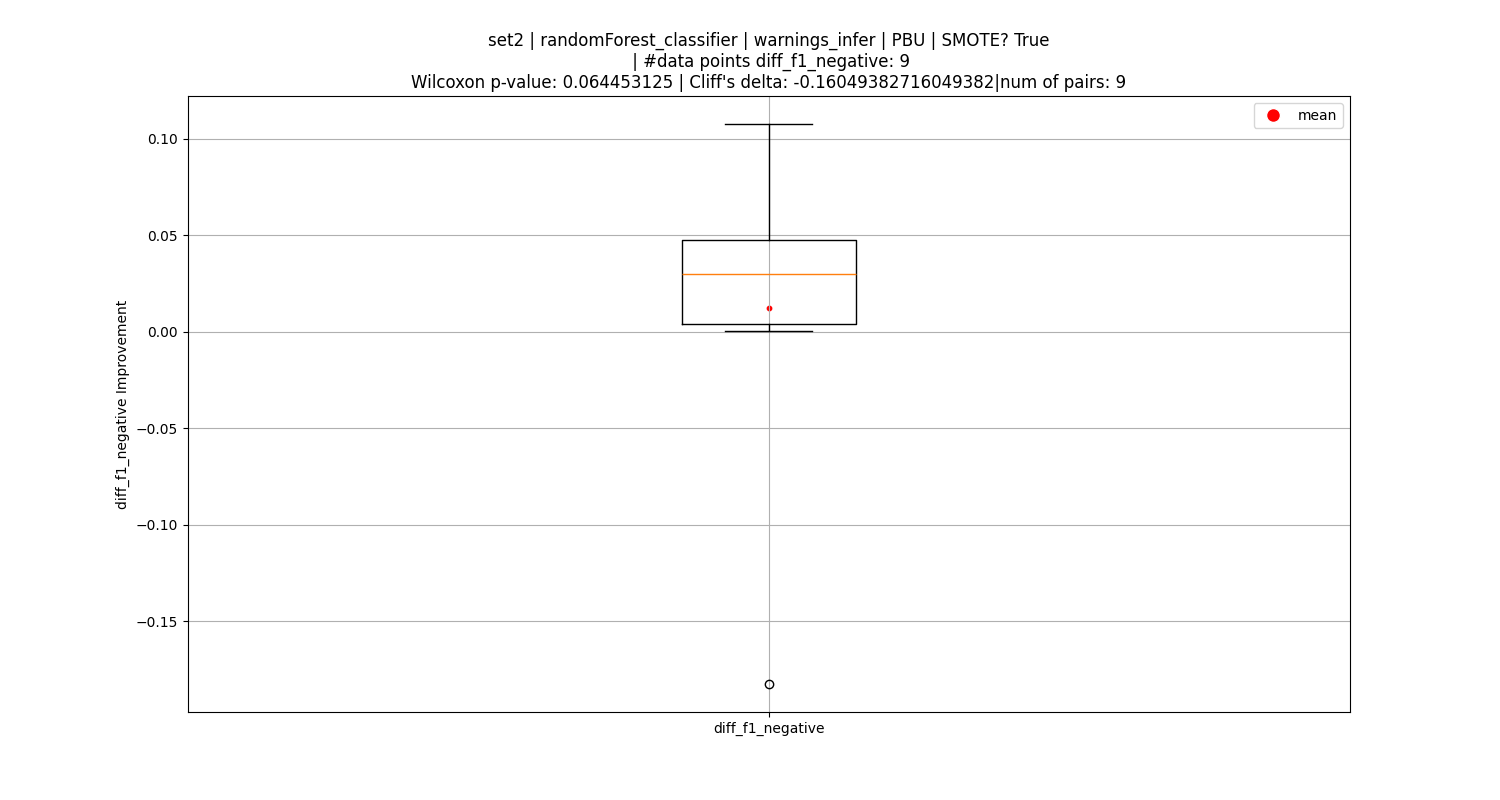 set2 | randomForest_classifier | warnings_infer | PBU | SMOTE? True
| #data points diff_f1_negative: 9
Wilcoxon p-value: 0.064453125 | Cliff's delta: -0.16049382716049382|num of pairs: 9
mean
0.10
0.05
0.00
−0.05
−0.10
−0.15
diff_f1_negative Improvement
diff_f1_negative